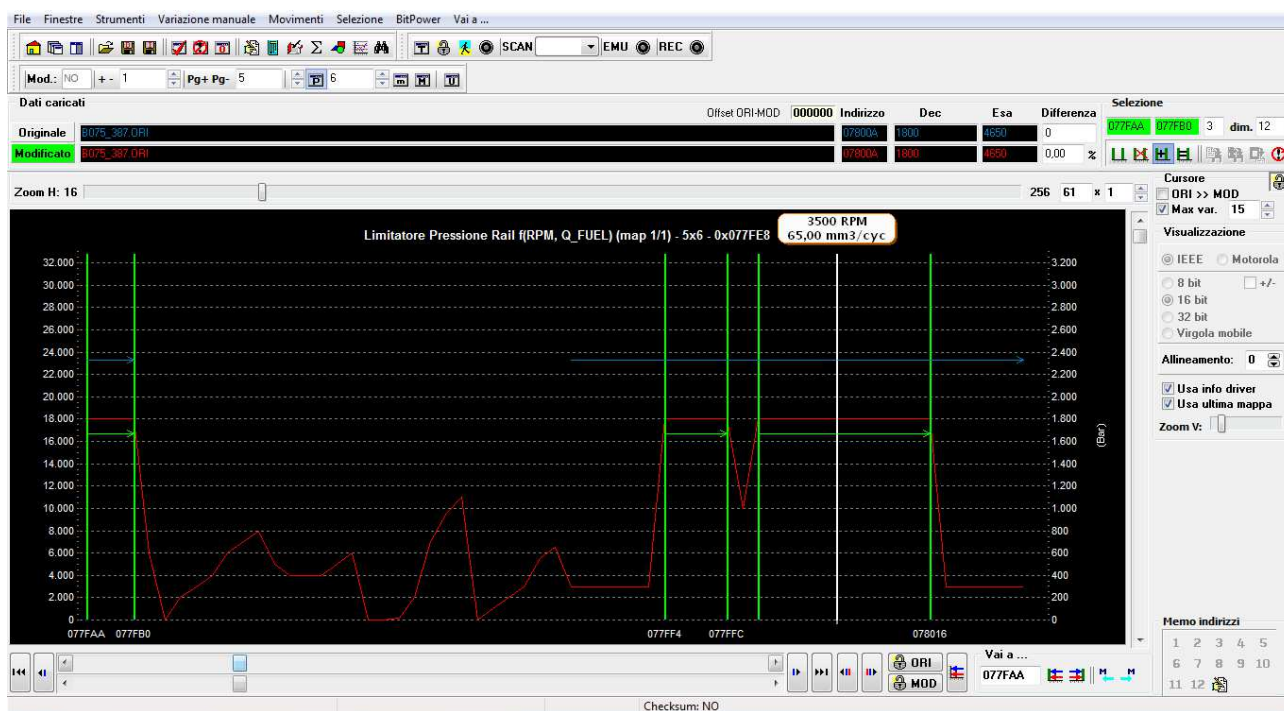 File Finestre Strumenti Variazione manuale Movimenti Selezione BitPower Vai a ...
SCAN EMU REC
Mod.: NO + - 1 Pg+ Pg- 5 P 6 m M U
Dati caricati
Offset ORI-MOD 000000 Indirizzo Dec Esa Differenza
Selezione
Originale B075_387.ORI 07800A 1800 4650 0
077FAA 077FB0 3 dim. 12
Modificato B075_387.ORI 07800A 1800 4650 0,00 %
Zoom H: 16 256 61 x 1
Cursore
ORI >> MOD
Max var. 15
3500 RPM
65,00 mm3/cyc
Limitatore Pressione Rail f(RPM, Q_FUEL) (map 1/1) - 5x6 - 0x077FE8
Visualizzazione
IEEE Motorola
8 bit +/-
16 bit
32 bit
Virgola mobile
Allineamento: 0
Usa info driver
Usa ultima mappa
Zoom V:
32.000 3.200
30.000 3.000
28.000 2.800
26.000 2.600
24.000 2.400
22.000 2.200
20.000 2.000
18.000 1.800
16.000 1.600
14.000 1.400
12.000 1.200
10.000 1.000
8.000 800
6.000 600
4.000 400
2.000 200
0 0
(Bar)
077FAA 077FB0 077FF4 077FFC 078016
Memo indirizzi
1 2 3 4 5
6 7 8 9 10
11 12
ORI
MOD
Vai a ...
077FAA
M M
Checksum: NO